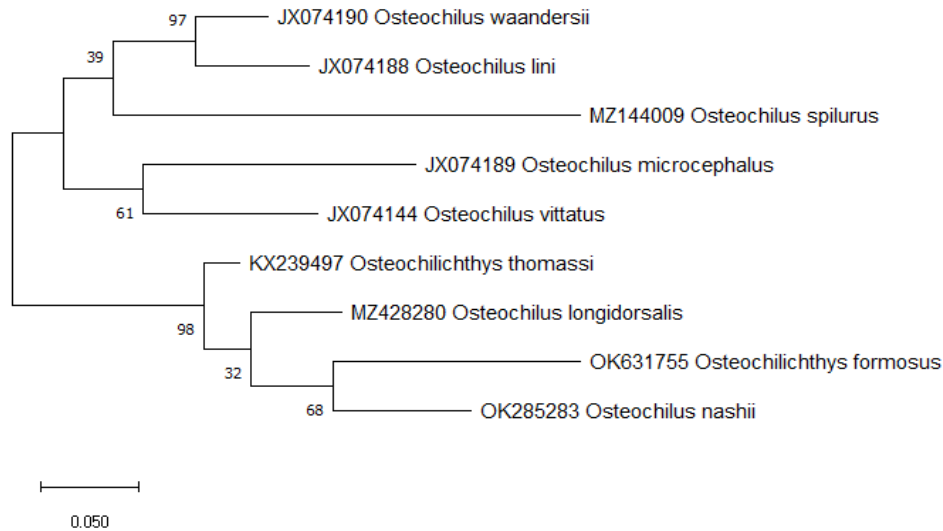 97
JX074190 Osteochilus waandersii
39
JX074188 Osteochilus lini
MZ144009 Osteochilus spilurus
JX074189 Osteochilus microcephalus
61
JX074144 Osteochilus vittatus
KX239497 Osteochilichthys thomassi
98
MZ428280 Osteochilus longidorsalis
32
OK631755 Osteochilichthys formosus
68
OK285283 Osteochilus nashii
0.050